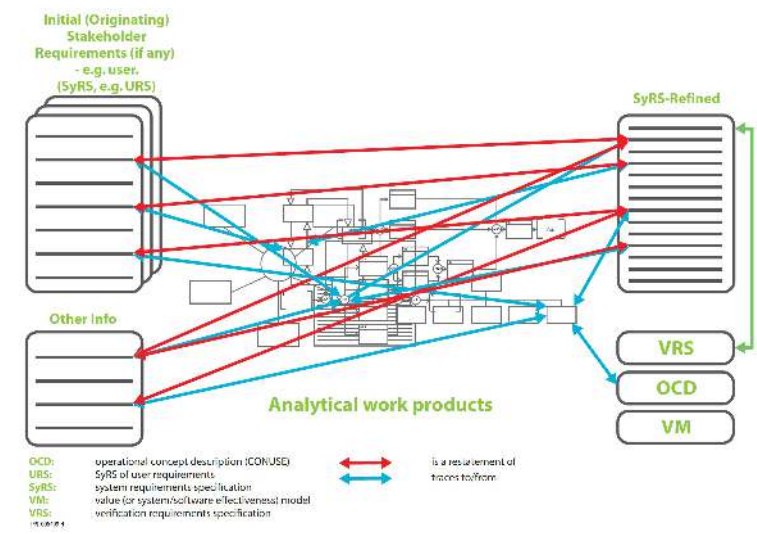 Initial (Originating)
Stakeholder
Requirements (if any)
- e.g. user.
(SyRS, e.g. URS)
SyRS-Refined
Other Info
VRS
OCD
VM
Analytical work products
OCD: operational concept description (CONUSE)
URS: SyRS of user requirements
SyRS: system requirements specification
VM: value (or system/software effectiveness) model
VRS: verification requirements specification
is a restatement of
traces to/from